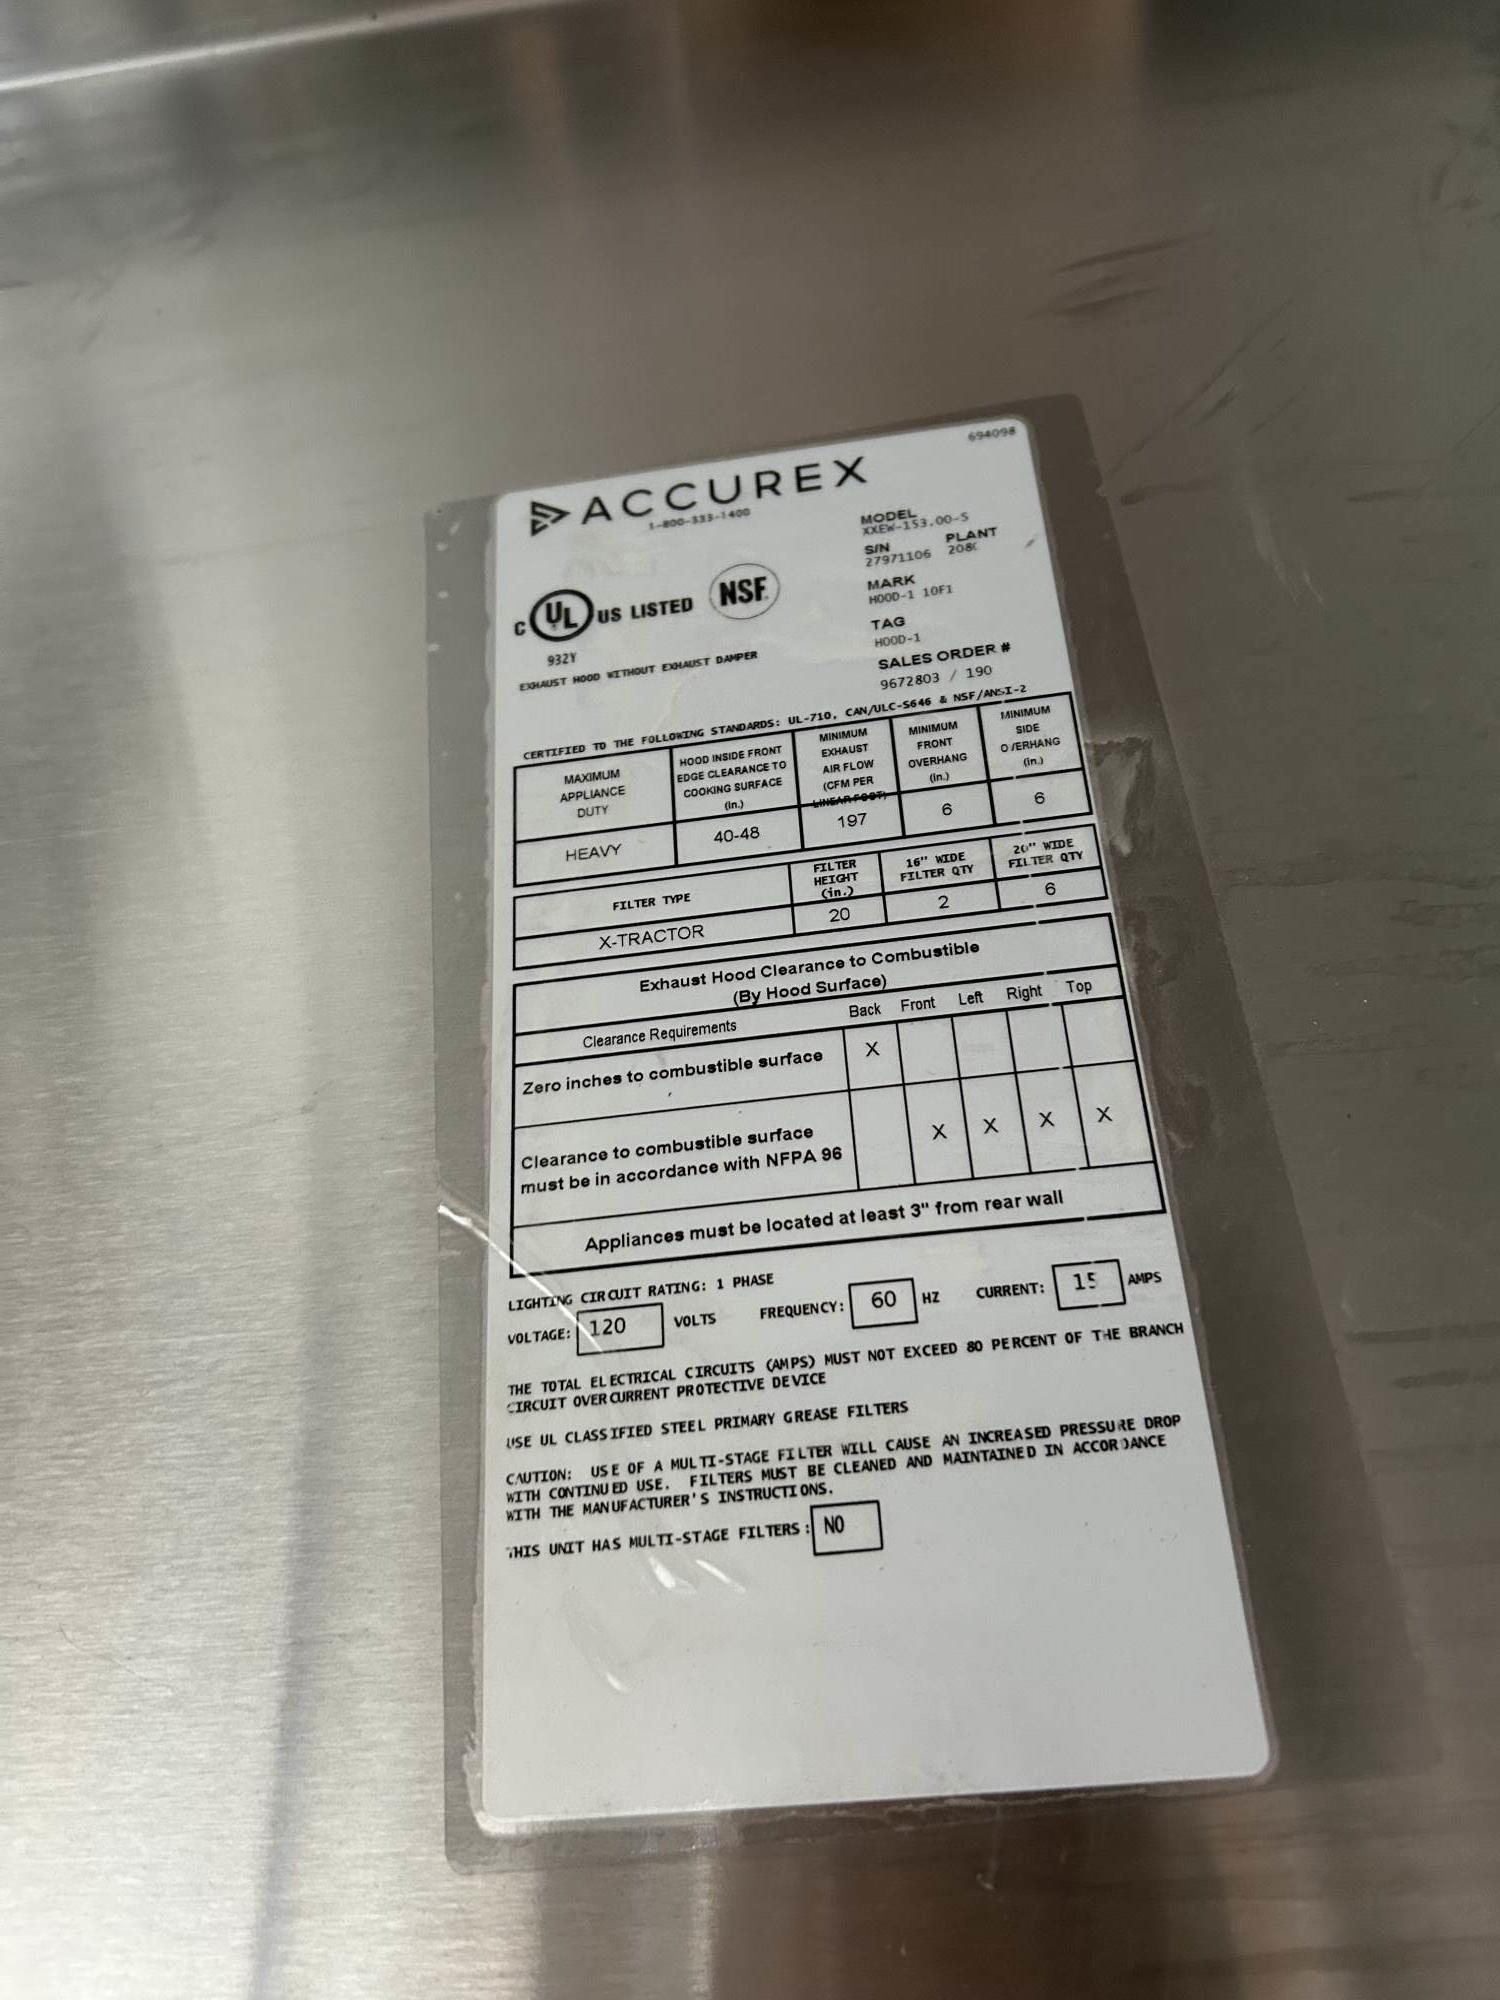 694098
ACCUREX
1-800-333-1400
MODEL
XXEW-153.00-S
S/N PLANT
27971106
MARK
HOOD-1 1OF1
TAG
HOOD-1
SALES ORDER #
9672803 / 190
C UL US LISTED NSF
932Y
EXHAUST HOOD WITHOUT EXHAUST DAMPER
CERTIFIED TO THE FOLLOWING STANDARDS: UL-710, CAN/ULC-S646 & NSF/ANSI-2
MAXIMUM APPLIANCE DUTY
HOOD INSIDE FRONT EDGE CLEARANCE TO COOKING SURFACE (in.)
MINIMUM EXHAUST AIR FLOW (CFM PER LINEAR FOOT)
MINIMUM FRONT OVERHANG (in.)
MINIMUM SIDE OVERHANG (in.)
HEAVY 40-48 197 6 6
FILTER TYPE
FILTER HEIGHT (in.)
16" WIDE FILTER QTY
20" WIDE FILTER QTY
X-TRACTOR 20 2 6
Exhaust Hood Clearance to Combustible
(By Hood Surface)
Clearance Requirements Back Front Left Right Top
Zero inches to combustible surface X
Clearance to combustible surface
must be in accordance with NFPA 96 X X X X
Appliances must be located at least 3" from rear wall
LIGHTING CIRCUIT RATING: 1 PHASE
VOLTAGE: 120 VOLTS FREQUENCY: 60 HZ CURRENT: 15 AMPS
THE TOTAL ELECTRICAL CIRCUITS (AMPS) MUST NOT EXCEED 80 PERCENT OF THE BRANCH
CIRCUIT OVERCURRENT PROTECTIVE DEVICE
USE UL CLASSIFIED STEEL PRIMARY GREASE FILTERS
CAUTION: USE OF A MULTI-STAGE FILTER WILL CAUSE AN INCREASED PRESSURE DROP
WITH CONTINUED USE. FILTERS MUST BE CLEANED AND MAINTAINED IN ACCORDANCE
WITH THE MANUFACTURER'S INSTRUCTIONS.
THIS UNIT HAS MULTI-STAGE FILTERS: NO